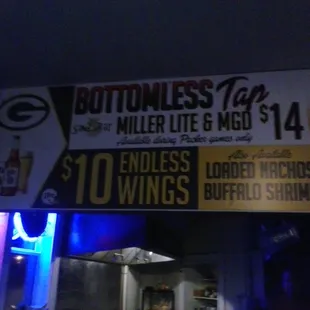 G
BOTTOMLESS Tap
MILLER LITE & MGD $14
Available during Packer games only
$10 ENDLESS WINGS
Also Available
LOADED NACHOS
BUFFALO SHRIM